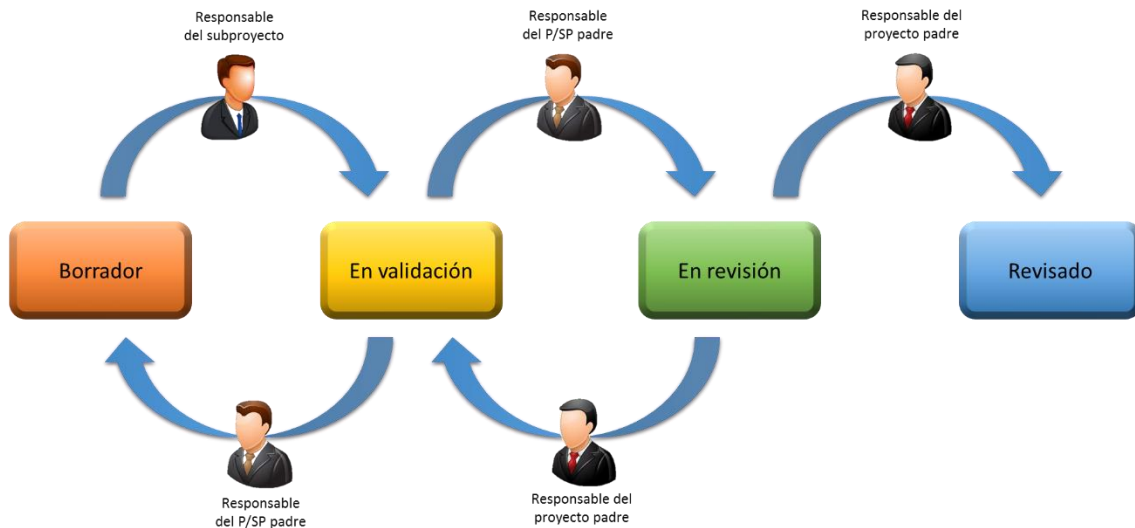 Responsable
del subproyecto
Responsable
del P/SP padre
Responsable del
proyecto padre
Borrador
En validación
En revisión
Revisado
Responsable
del P/SP padre
Responsable del
proyecto padre